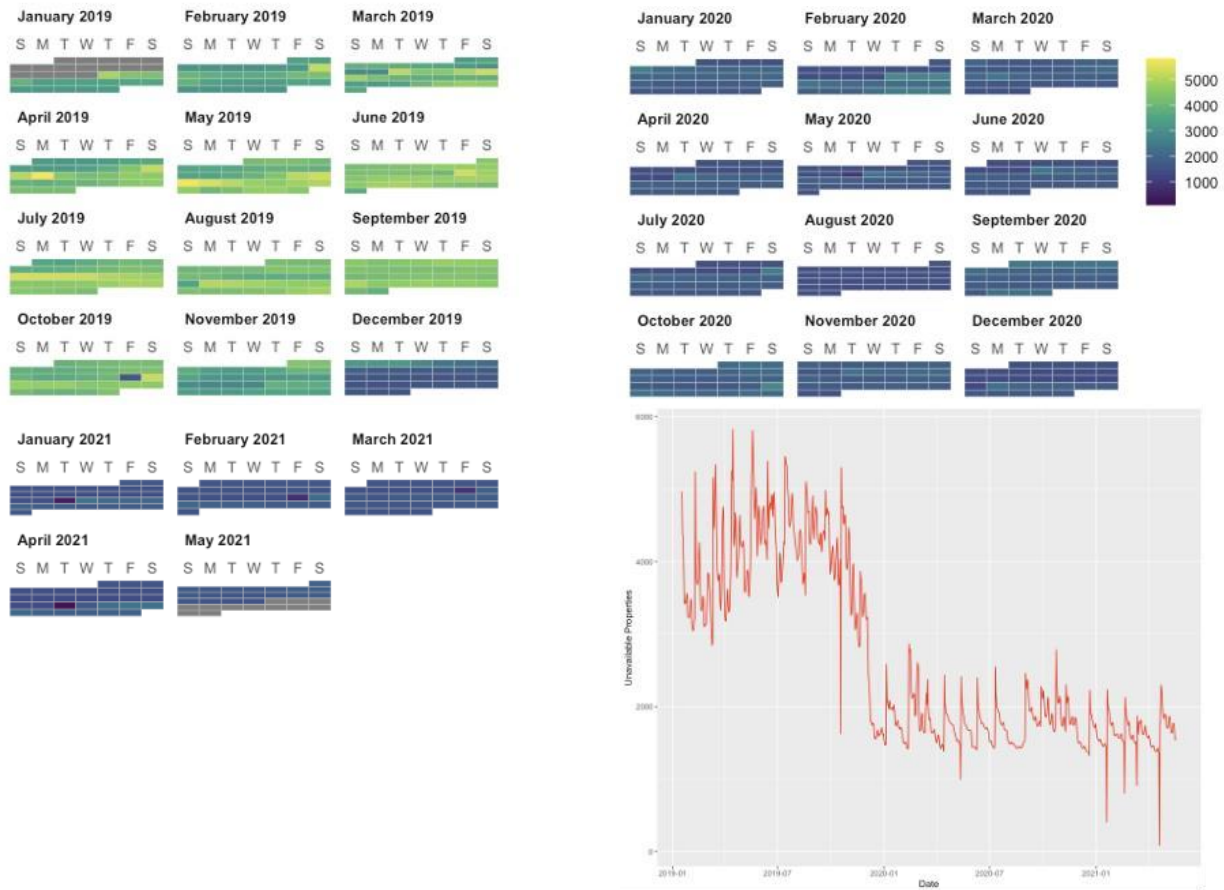 January 2019 February 2019 March 2019
S M T W T F S S M T W T F S S M T W T F S
April 2019 May 2019 June 2019
S M T W T F S S M T W T F S S M T W T F S
July 2019 August 2019 September 2019
S M T W T F S S M T W T F S S M T W T F S
October 2019 November 2019 December 2019
S M T W T F S S M T W T F S S M T W T F S
January 2021 February 2021 March 2021
S M T W T F S S M T W T F S S M T W T F S
April 2021 May 2021
S M T W T F S S M T W T F S
January 2020 February 2020 March 2020
S M T W T F S S M T W T F S S M T W T F S
April 2020 May 2020 June 2020
S M T W T F S S M T W T F S S M T W T F S
July 2020 August 2020 September 2020
S M T W T F S S M T W T F S S M T W T F S
October 2020 November 2020 December 2020
S M T W T F S S M T W T F S S M T W T F S
5000
4000
3000
2000
1000
6000
4000
2000
0
Unavailable Properties
2019-01 2019-07 2020-01 2020-07 2021-01
Date